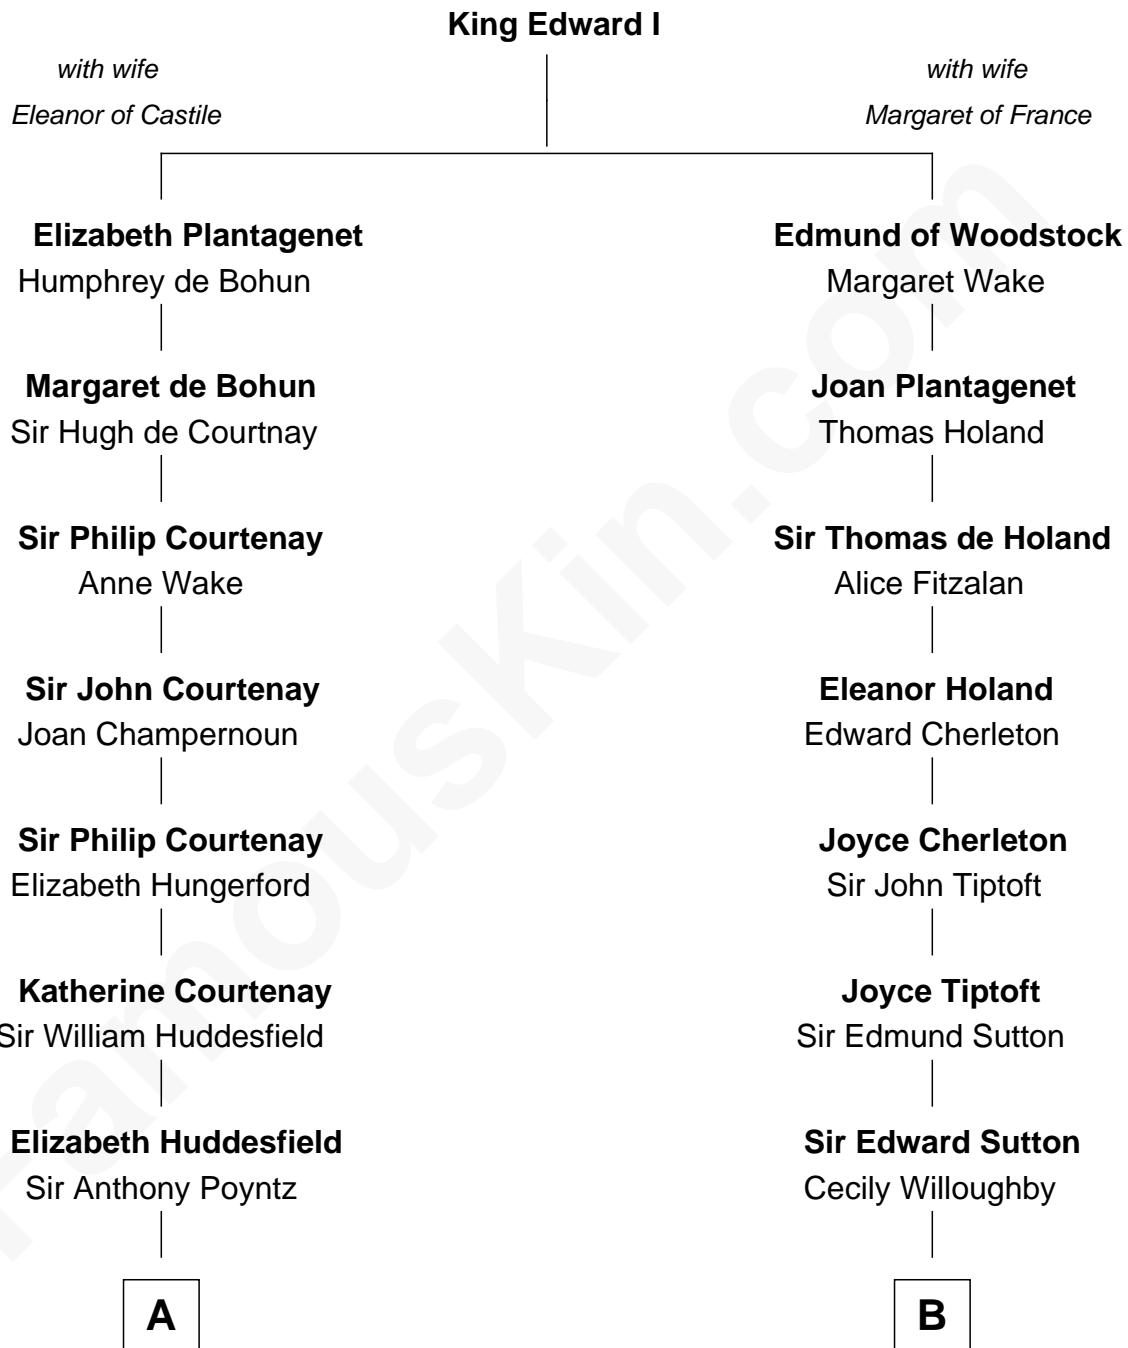 King Edward I
with wife
Eleanor of Castile
with wife
Margaret of France
Elizabeth Plantagenet
Humphrey de Bohun
Edmund of Woodstock
Margaret Wake
Margaret de Bohun
Sir Hugh de Courtnay
Joan Plantagenet
Thomas Holand
Sir Philip Courtenay
Anne Wake
Sir Thomas de Holand
Alice Fitzalan
Sir John Courtenay
Joan Champernoun
Eleanor Holand
Edward Cherleton
Sir Philip Courtenay
Elizabeth Hungerford
Joyce Cherleton
Sir John Tiptoft
Katherine Courtenay
Sir William Huddesfield
Joyce Tiptoft
Sir Edmund Sutton
Elizabeth Huddesfield
Sir Anthony Poyntz
Sir Edward Sutton
Cecily Willoughby
A
B
FamousKin.com